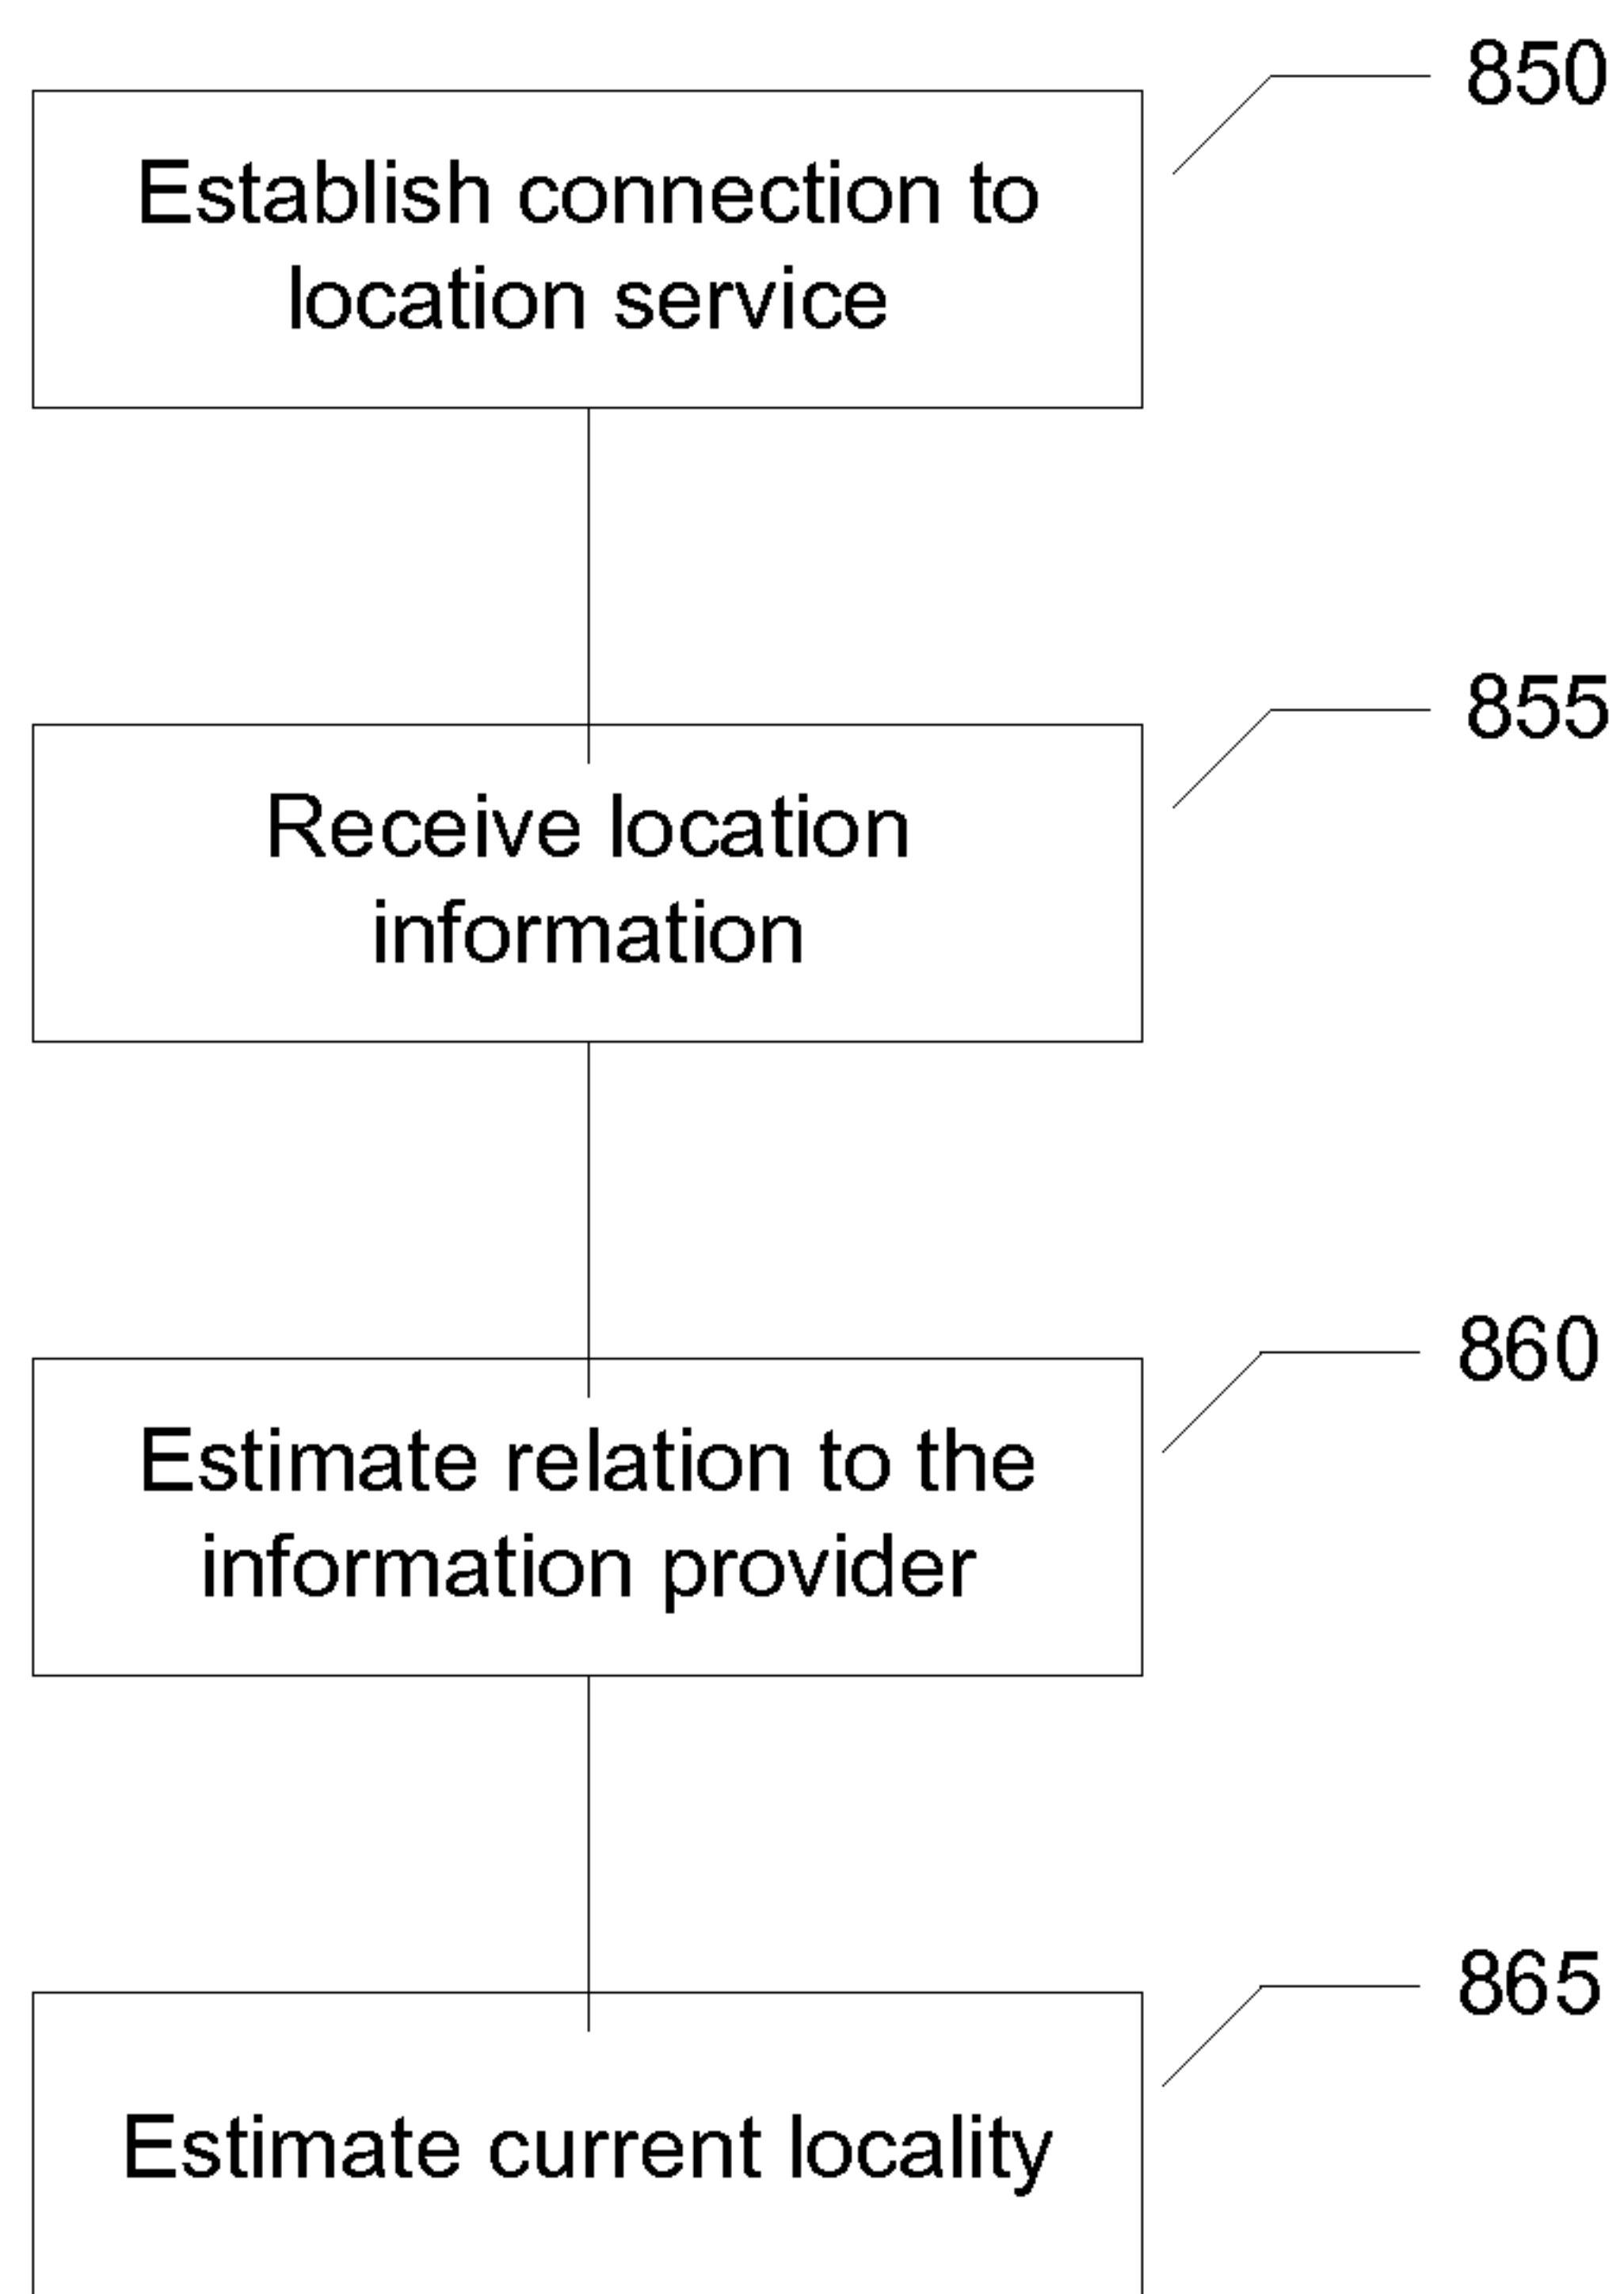 850
Establish connection to
location service
855
Receive location
information
860
Estimate relation to the
information provider
865
Estimate current locality